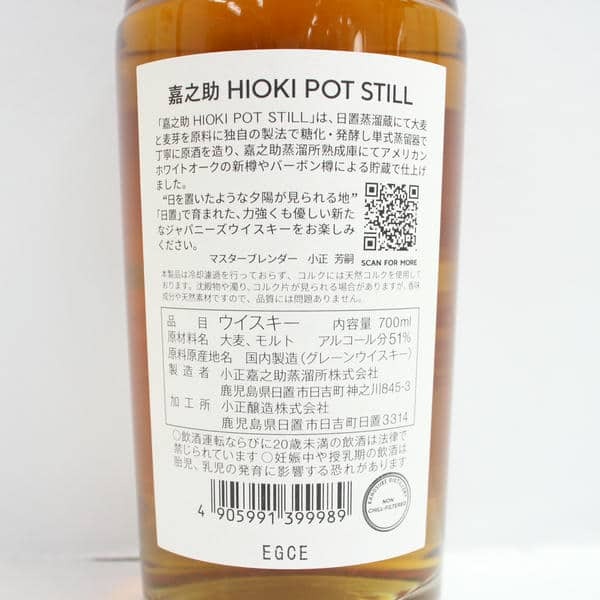 嘉之助 HIOKI POT STILL
「嘉之助 HIOKI POT STILL」は、日置蒸溜蔵にて大麦
と麦芽を原料に独自の製法で糖化・発酵し単式蒸留器で
丁寧に原酒を造り、嘉之助蒸溜所熟成庫にてアメリカン
ホワイトオークの新樽やバーボン樽による貯蔵で仕上げ
ました。
“日を置いたような夕陽が見られる地”
「日置」で育まれた、力強くも優しい新た
なジャパニーズウイスキーをお楽しみ
ください。
マスターブレンダー 小正 芳嗣
SCAN FOR MORE
本製品は冷却濾過を行っておらず、コルクには天然コルクを使用して
おります。沈殿物や濁り、コルク片が見られる場合がありますが、香味
成分や天然素材ですので、品質には問題ありません。
品目 ウイスキー 内容量 700ml
原材料名 大麦、モルト アルコール分 51%
原料原産地名 国内製造(グレーンウイスキー)
製造者 小正嘉之助蒸溜所株式会社
鹿児島県日置市日吉町神之川845-3
加工所 小正醸造株式会社
鹿児島県日置市日吉町日置3314
○飲酒運転ならびに20歳未満の飲酒は法律で
禁じられています ○妊娠中や授乳期の飲酒は
胎児、乳児の発育に影響する恐れがあります
4 905991 399989
KANOSUKE DISTILLERY
NON
CHILL-FILTERED
EGCE